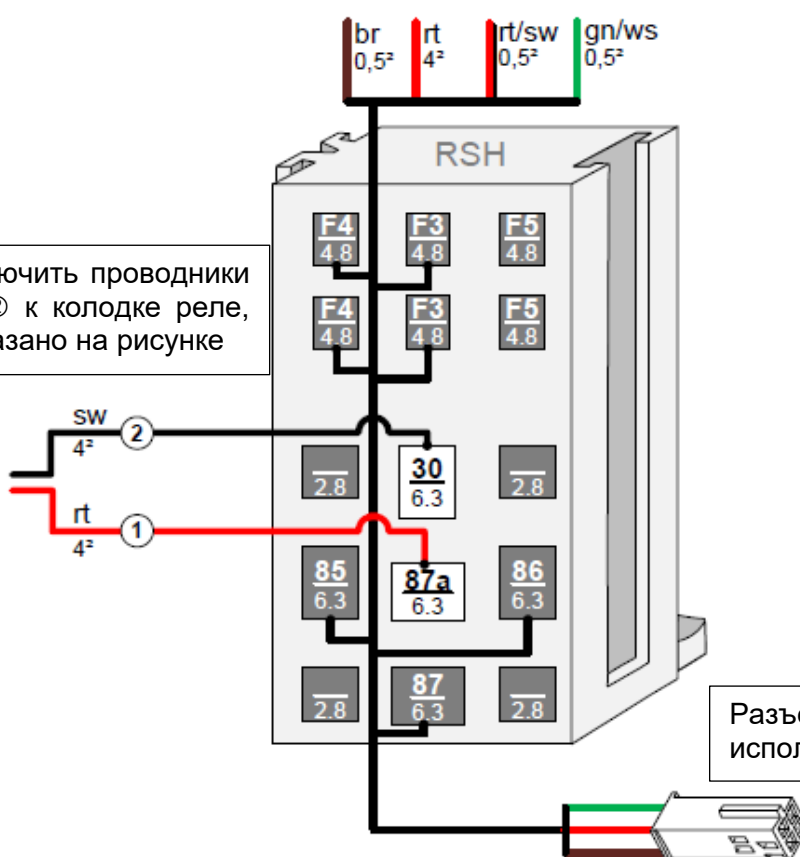 br rt rt/sw gn/ws
0,5² 4² 0,5² 0,5²
RSH
F4 F3 F5
4.8 4.8 4.8
ючить проводники
к колодке реле,
азано на рисунке
F4 F3 F5
4.8 4.8 4.8
sw
4²
2
30
2.8 6.3 2.8
rt
4²
1
85 87a 86
6.3 6.3 6.3
87
2.8 6.3 2.8
Разъ
испол